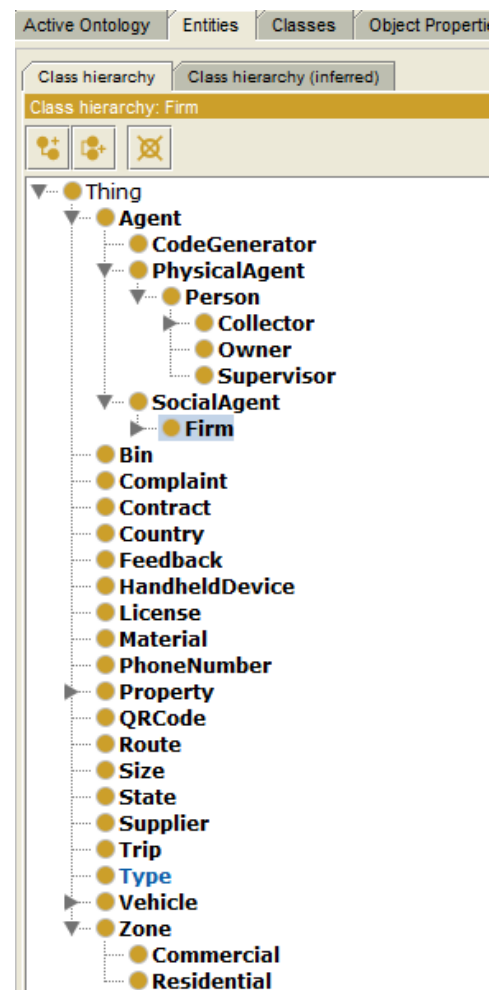 Active Ontology Entities Classes Object Properti
Class hierarchy Class hierarchy (inferred)
Class hierarchy: Firm
Thing
Agent
CodeGenerator
PhysicalAgent
Person
Collector
Owner
Supervisor
SocialAgent
Firm
Bin
Complaint
Contract
Country
Feedback
HandheldDevice
License
Material
PhoneNumber
Property
QRCode
Route
Size
State
Supplier
Trip
Type
Vehicle
Zone
Commercial
Residential